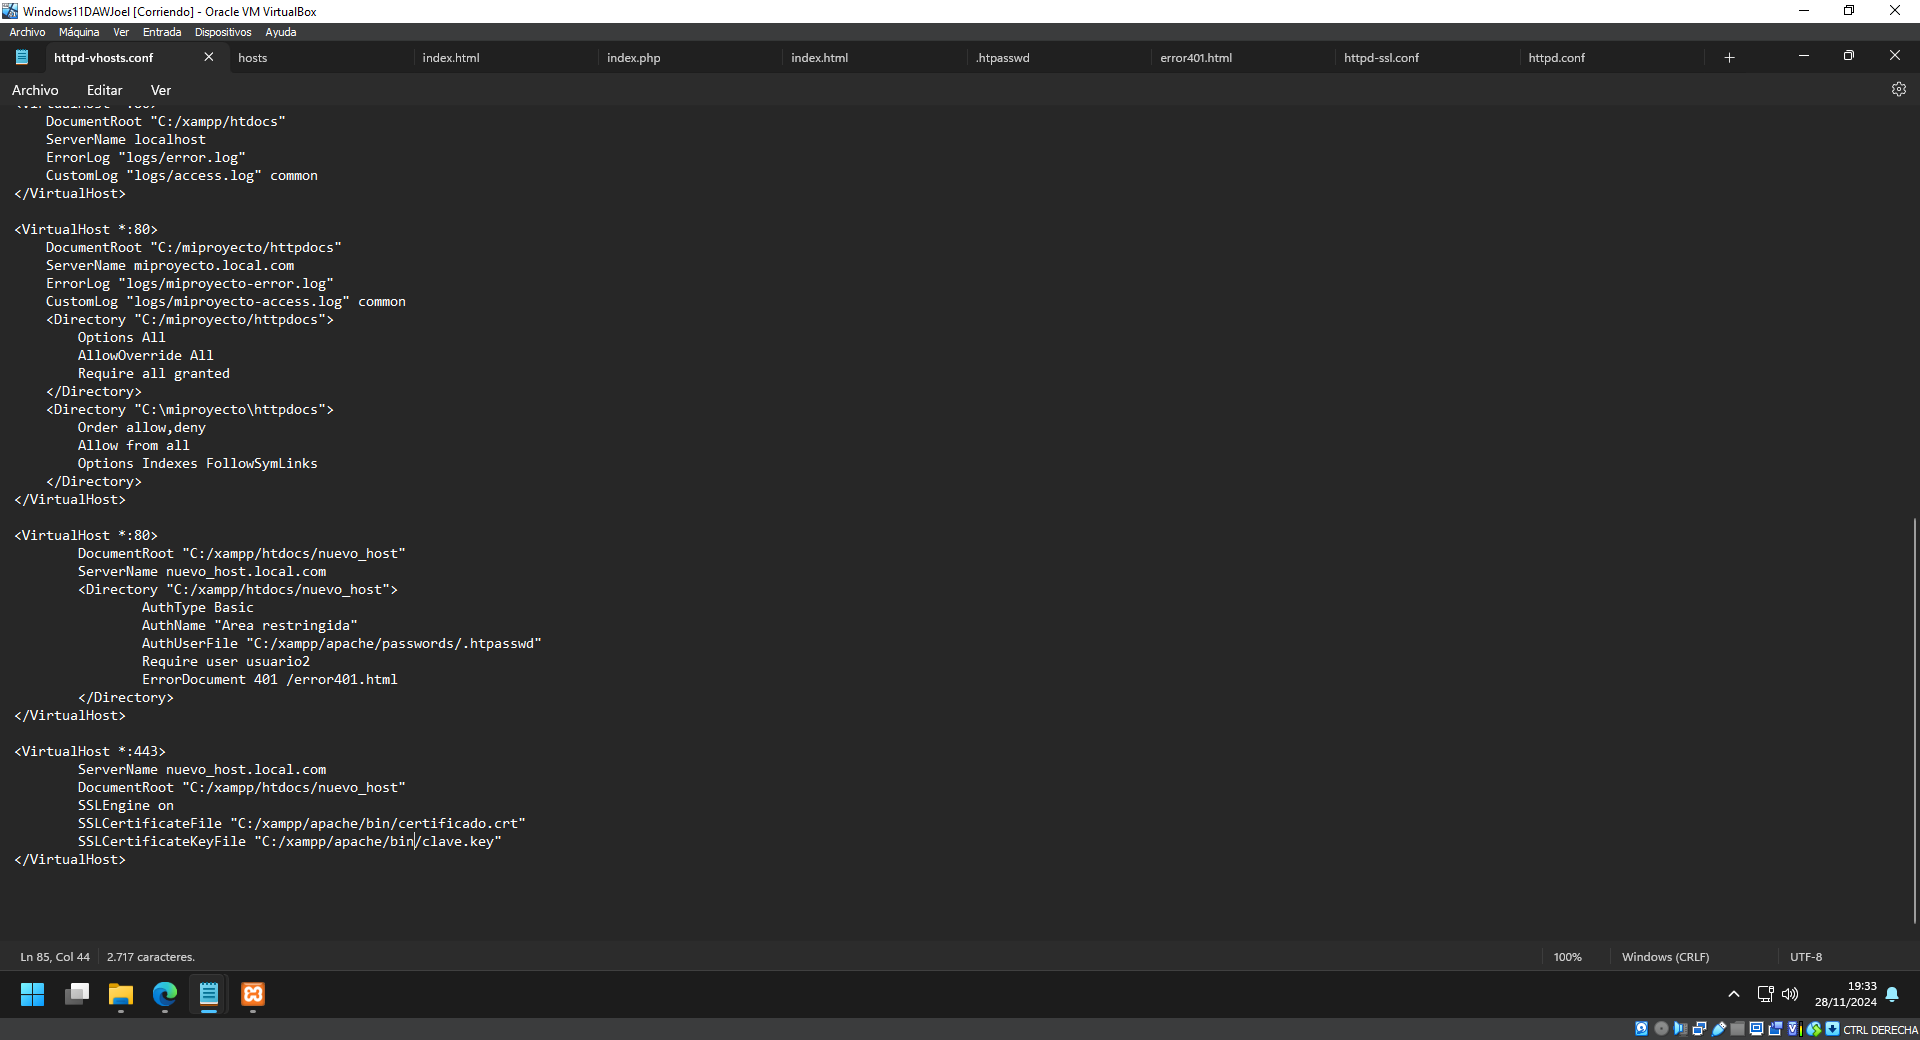 Windows11DAWJoel [Corriendo] - Oracle VM VirtualBox
Archivo Máquina Ver Entrada Dispositivos Ayuda
httpd-vhosts.conf hosts index.html index.php index.html .htpasswd error401.html httpd-ssl.conf httpd.conf
Archivo Editar Ver
    DocumentRoot "C:/xampp/htdocs"
    ServerName localhost
    ErrorLog "logs/error.log"
    CustomLog "logs/access.log" common
</VirtualHost>
<VirtualHost *:80>
    DocumentRoot "C:/miproyecto/httpdocs"
    ServerName miproyecto.local.com
    ErrorLog "logs/miproyecto-error.log"
    CustomLog "logs/miproyecto-access.log" common
    <Directory "C:/miproyecto/httpdocs">
        Options All
        AllowOverride All
        Require all granted
    </Directory>
    <Directory "C:\miproyecto\httpdocs">
        Order allow,deny
        Allow from all
        Options Indexes FollowSymLinks
    </Directory>
</VirtualHost>
<VirtualHost *:80>
        DocumentRoot "C:/xampp/htdocs/nuevo_host"
        ServerName nuevo_host.local.com
        <Directory "C:/xampp/htdocs/nuevo_host">
                AuthType Basic
                AuthName "Area restringida"
                AuthUserFile "C:/xampp/apache/passwords/.htpasswd"
                Require user usuario2
                ErrorDocument 401 /error401.html
        </Directory>
</VirtualHost>
<VirtualHost *:443>
        ServerName nuevo_host.local.com
        DocumentRoot "C:/xampp/htdocs/nuevo_host"
        SSLEngine on
        SSLCertificateFile "C:/xampp/apache/bin/certificado.crt"
        SSLCertificateKeyFile "C:/xampp/apache/bin/clave.key"
</VirtualHost>
Ln 85, Col 44 2.717 caracteres. 100% Windows (CRLF) UTF-8
19:33
28/11/2024
CTRL DERECHA